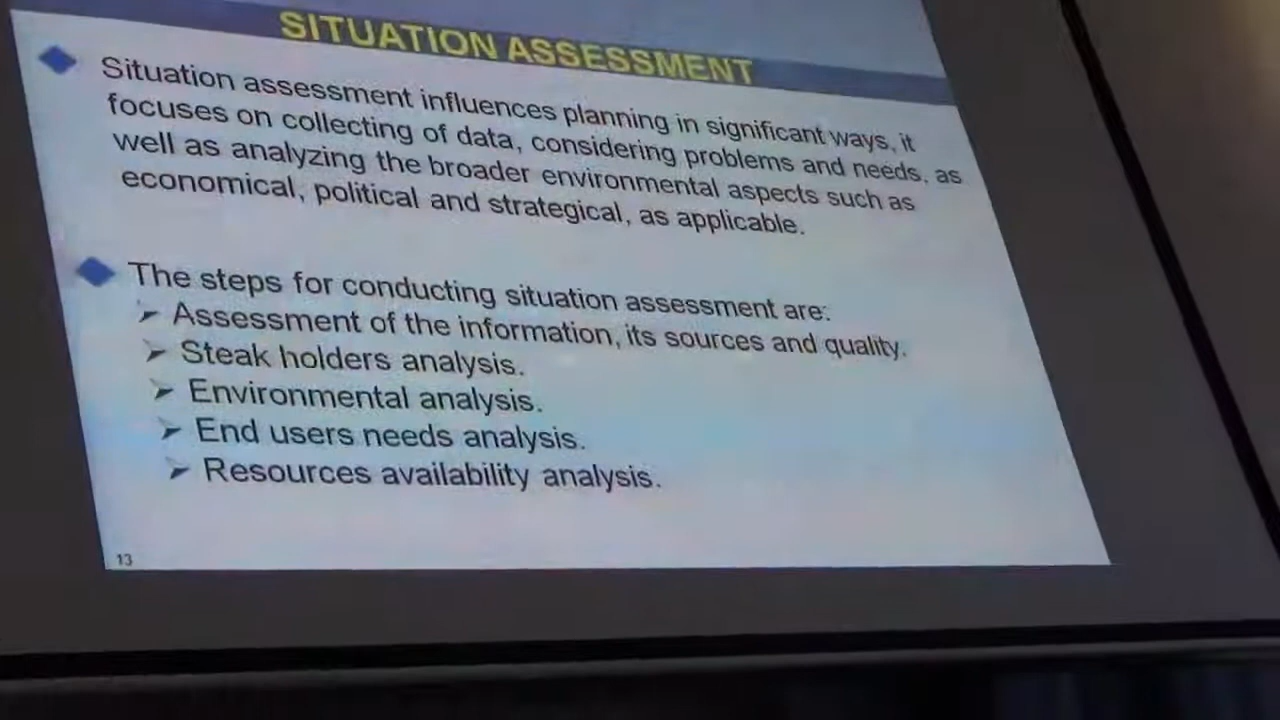 SITUATION ASSESSMENT
Situation assessment influences planning in significant ways, it
focuses on collecting of data, considering problems and needs, as
well as analyzing the broader environmental aspects such as
economical, political and strategical, as applicable.
The steps for conducting situation assessment are:
Assessment of the information, its sources and quality.
Steak holders analysis.
Environmental analysis.
End users needs analysis.
Resources availability analysis.
13